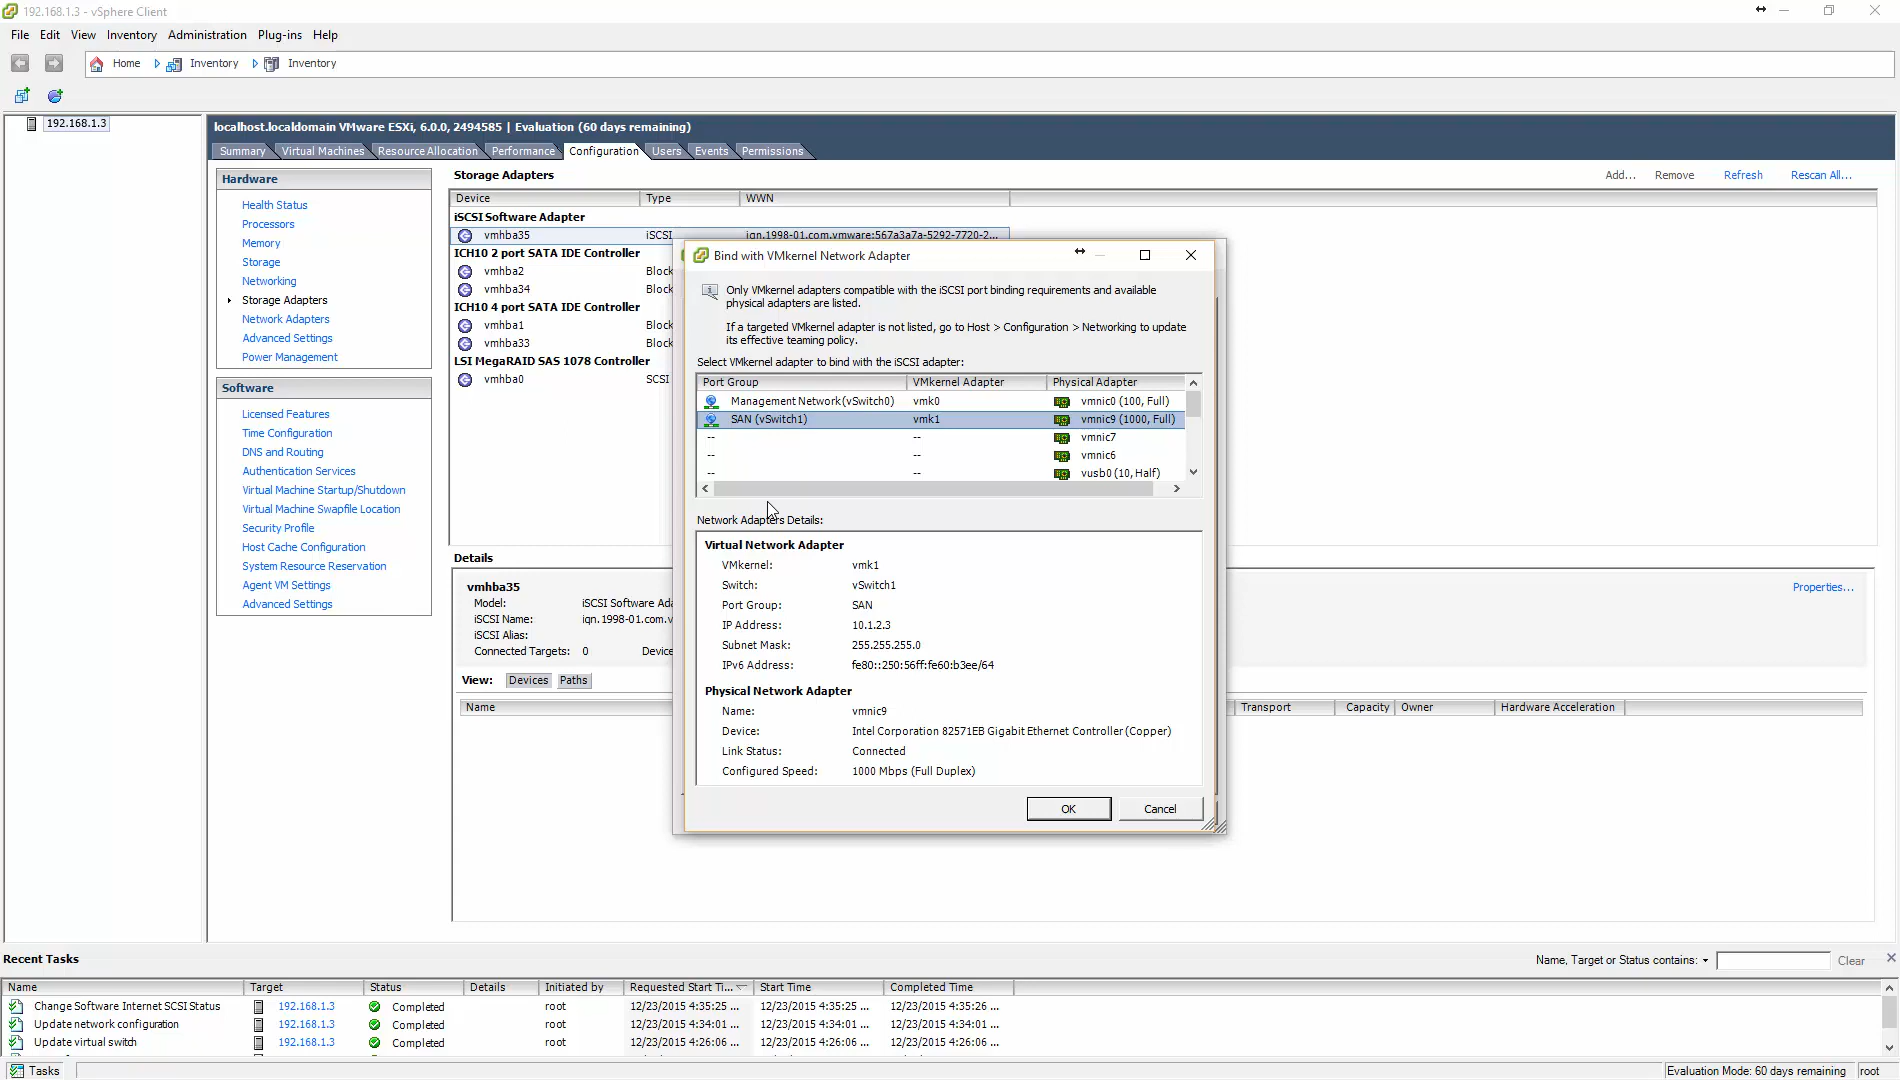 192.168.1.3 - vSphere Client
File Edit View Inventory Administration Plug-ins Help
Home Inventory Inventory
192.168.1.3
localhost.localdomain VMware ESXi, 6.0.0, 2494585 | Evaluation (60 days remaining)
Summary Virtual Machines Resource Allocation Performance Configuration Users Events Permissions
Hardware
Health Status
Processors
Memory
Storage
Networking
Storage Adapters
Network Adapters
Advanced Settings
Power Management
Software
Licensed Features
Time Configuration
DNS and Routing
Authentication Services
Virtual Machine Startup/Shutdown
Virtual Machine Swapfile Location
Security Profile
Host Cache Configuration
System Resource Reservation
Agent VM Settings
Advanced Settings
Storage Adapters
Add... Remove Refresh Rescan All...
Device Type WWN
iSCSI Software Adapter
vmhba35 iSCSI iqn.1998-01.com.vmware:567a3a7a-5292-7720-2...
ICH10 2 port SATA IDE Controller
vmhba2 Block
vmhba34 Block
ICH10 4 port SATA IDE Controller
vmhba1 Block
vmhba33 Block
LSI MegaRAID SAS 1078 Controller
vmhba0 SCSI
Details
vmhba35
Properties...
Model: iSCSI Software Ada
iSCSI Name: iqn.1998-01.com.v
iSCSI Alias:
Connected Targets: 0 Device
View: Devices Paths
Name Transport Capacity Owner Hardware Acceleration
Bind with VMkernel Network Adapter
Only VMkernel adapters compatible with the iSCSI port binding requirements and available
physical adapters are listed.
If a targeted VMkernel adapter is not listed, go to Host > Configuration > Networking to update
its effective teaming policy.
Select VMkernel adapter to bind with the iSCSI adapter:
Port Group VMkernel Adapter Physical Adapter
Management Network (vSwitch0) vmk0 vmnic0 (100, Full)
SAN (vSwitch1) vmk1 vmnic9 (1000, Full)
-- -- vmnic7
-- -- vmnic6
-- -- vusb0 (10, Half)
Network Adapters Details:
Virtual Network Adapter
VMkernel: vmk1
Switch: vSwitch1
Port Group: SAN
IP Address: 10.1.2.3
Subnet Mask: 255.255.255.0
IPv6 Address: fe80::250:56ff:fe60:b3ee/64
Physical Network Adapter
Name: vmnic9
Device: Intel Corporation 82571EB Gigabit Ethernet Controller (Copper)
Link Status: Connected
Configured Speed: 1000 Mbps (Full Duplex)
OK Cancel
Recent Tasks
Name, Target or Status contains: Clear
Name Target Status Details Initiated by Requested Start Ti... Start Time Completed Time
Change Software Internet SCSI Status 192.168.1.3 Completed root 12/23/2015 4:35:25 ... 12/23/2015 4:35:25 ... 12/23/2015 4:35:26 ...
Update network configuration 192.168.1.3 Completed root 12/23/2015 4:34:01 ... 12/23/2015 4:34:01 ... 12/23/2015 4:34:01 ...
Update virtual switch 192.168.1.3 Completed root 12/23/2015 4:26:06 ... 12/23/2015 4:26:06 ... 12/23/2015 4:26:06 ...
Tasks Evaluation Mode: 60 days remaining root